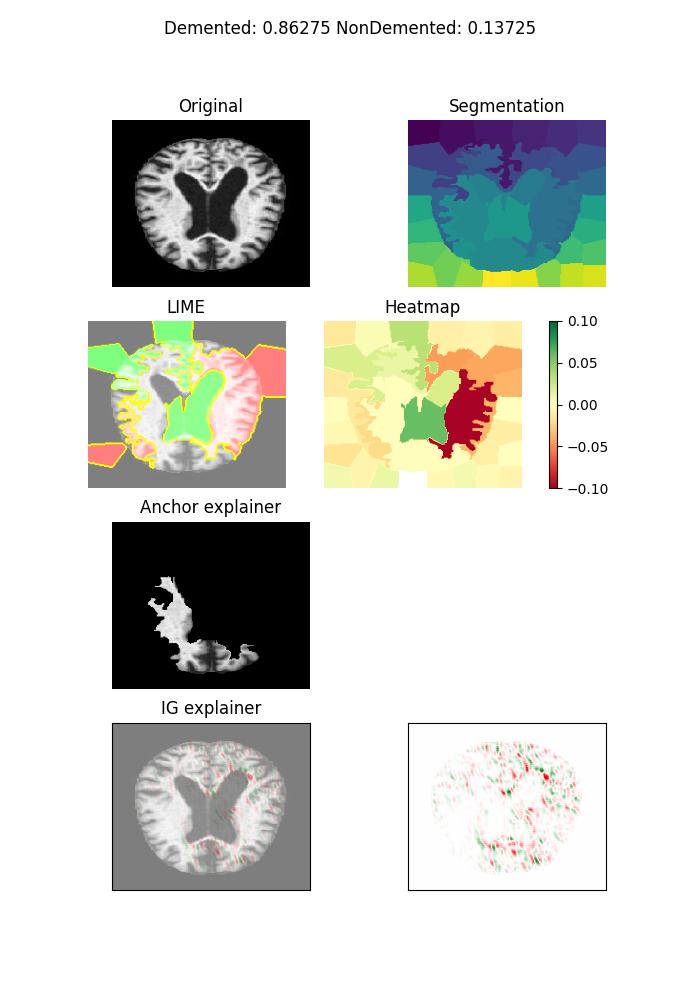 Demented: 0.86275 NonDemented: 0.13725
Original
Segmentation
LIME
Heatmap
0.10
0.05
0.00
−0.05
−0.10
Anchor explainer
IG explainer